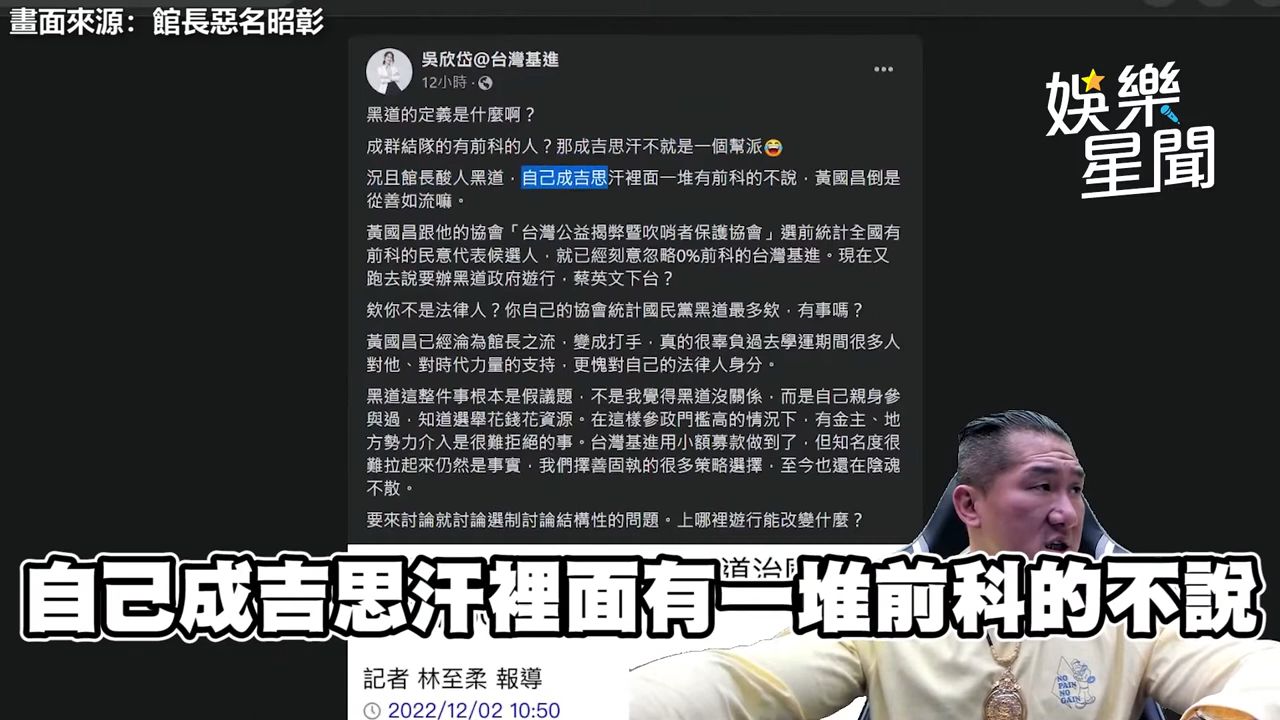 畫面來源：館長惡名昭彰
娛樂
星聞
吳欣岱@台灣基進
12小時
黑道的定義是什麼啊？
成群結隊的有前科的人？那成吉思汗不就是一個幫派😂
況且館長譙人黑道，自己成吉思汗裡面一堆有前科的不說，黃國昌倒是
從善如流嘛。
黃國昌跟他的協會「台灣公益揭弊暨吹哨者保護協會」選前統計全國有
前科的民意代表候選人，就已經刻意忽略0%前科的台灣基進。現在又
跑去說要辦黑道政府遊行，蔡英文下台？
欸你不是法律人？你自己的協會統計國民黨黑道最多欸，有事嗎？
黃國昌已經淪為館長之流，變成打手，真的很辜負過去學運期間很多人
對他、對時代力量的支持，更愧對自己的法律人身分。
黑道這整件事根本是假議題，不是我覺得黑道沒關係，而是自己親身參
與過，知道選舉花錢花資源。在這樣參政門檻高的情況下，有金主、地
方勢力介入是很難拒絕的事。台灣基進用小額募款做到了，但知名度很
難拉起來仍然是事實，我們擇善固執的很多策略選擇，至今也還在陰魂
不散。
要來討論就討論選制討論結構性的問題。上哪裡遊行能改變什麼？
自己成吉思汗裡面有一堆前科的不說
記者 林至柔 報導
2022/12/02 10:50
NO
PAIN
NO
GAIN